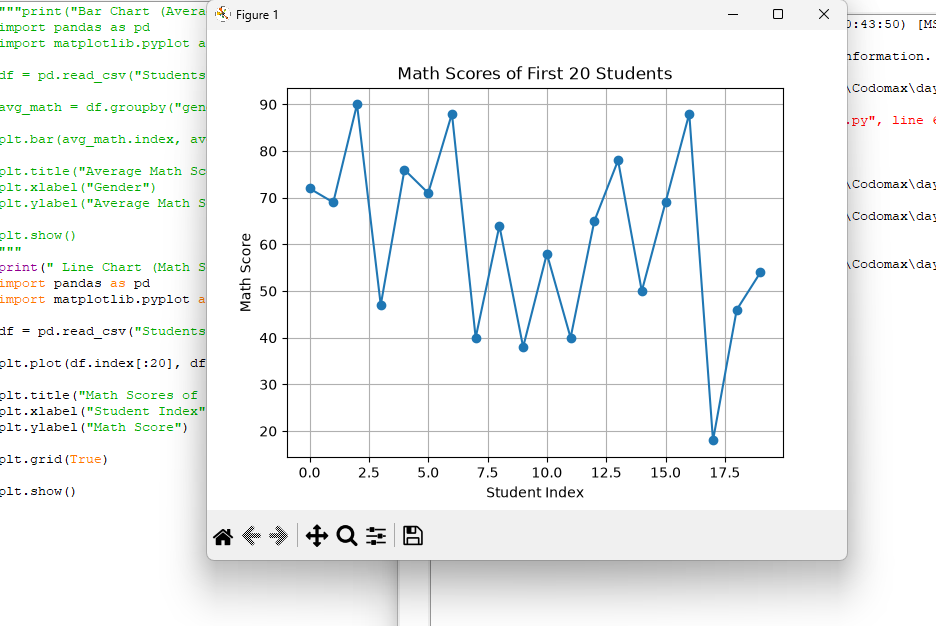 """print("Bar Chart (Avera
import pandas as pd
import matplotlib.pyplot a
df = pd.read_csv("Students
avg_math = df.groupby("gen
plt.bar(avg_math.index, av
plt.title("Average Math Sc
plt.xlabel("Gender")
plt.ylabel("Average Math S
plt.show()
"""
print(" Line Chart (Math S
import pandas as pd
import matplotlib.pyplot a
df = pd.read_csv("Students
plt.plot(df.index[:20], df
plt.title("Math Scores of
plt.xlabel("Student Index"
plt.ylabel("Math Score")
plt.grid(True)
plt.show()
Figure 1
Math Scores of First 20 Students
Math Score
90
80
70
60
50
40
30
20
0.0 2.5 5.0 7.5 10.0 12.5 15.0 17.5
Student Index
0:43:50) [MS
nformation.
\Codomax\day
.py", line 6
\Codomax\day
\Codomax\day
\Codomax\day